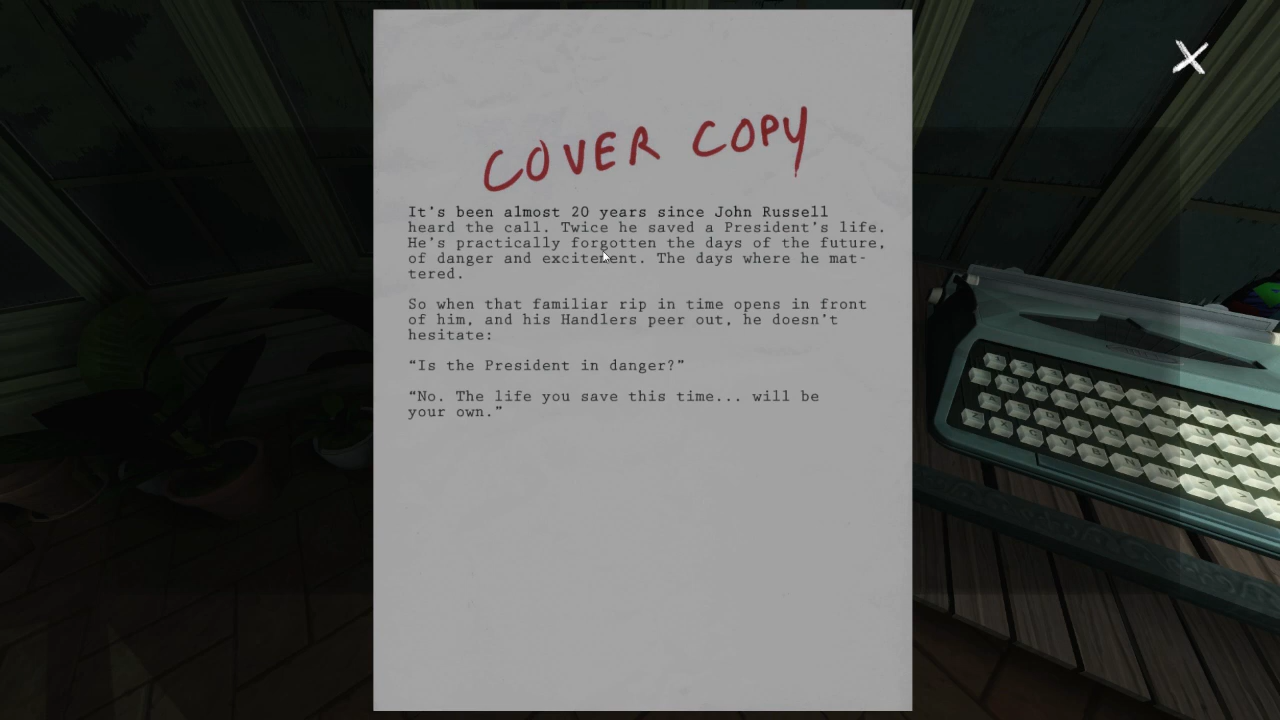 COVER COPY
It's been almost 20 years since John Russell
heard the call. Twice he saved a President's life.
He's practically forgotten the days of the future,
of danger and excitement. The days where he mat-
tered.
So when that familiar rip in time opens in front
of him, and his Handlers peer out, he doesn't
hesitate:
“Is the President in danger?”
“No. The life you save this time... will be
your own.”